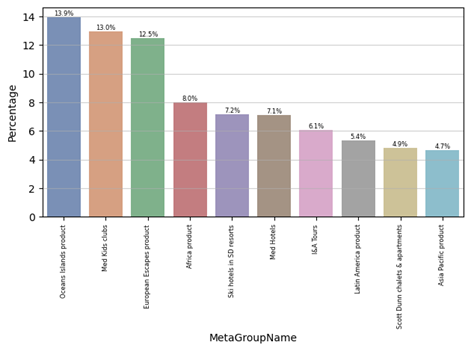 14
12
10
8
6
4
2
0
Percentage
13.9%
13.0%
12.5%
8.0%
7.2%
7.1%
6.1%
5.4%
4.9%
4.7%
Oceans Islands product
Med Kids clubs
European Escapes product
Africa product
Ski hotels in SD resorts
Med Hotels
I&A Tours
Latin America product
Scott Dunn chalets & apartments
Asia Pacific product
MetaGroupName